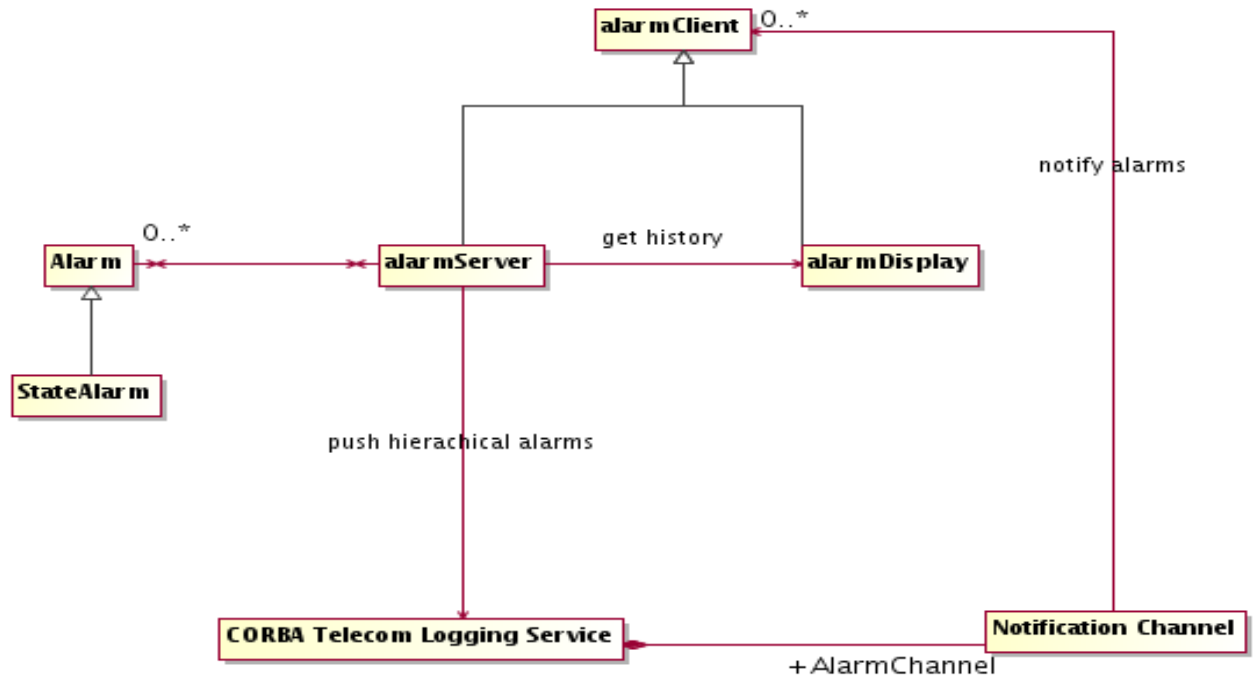 alarmClient
0..*
notify alarms
0..*
get history
Alarm
alarmServer
alarmDisplay
StateAlarm
push hierachical alarms
CORBA Telecom Logging Service
Notification Channel
+AlarmChannel